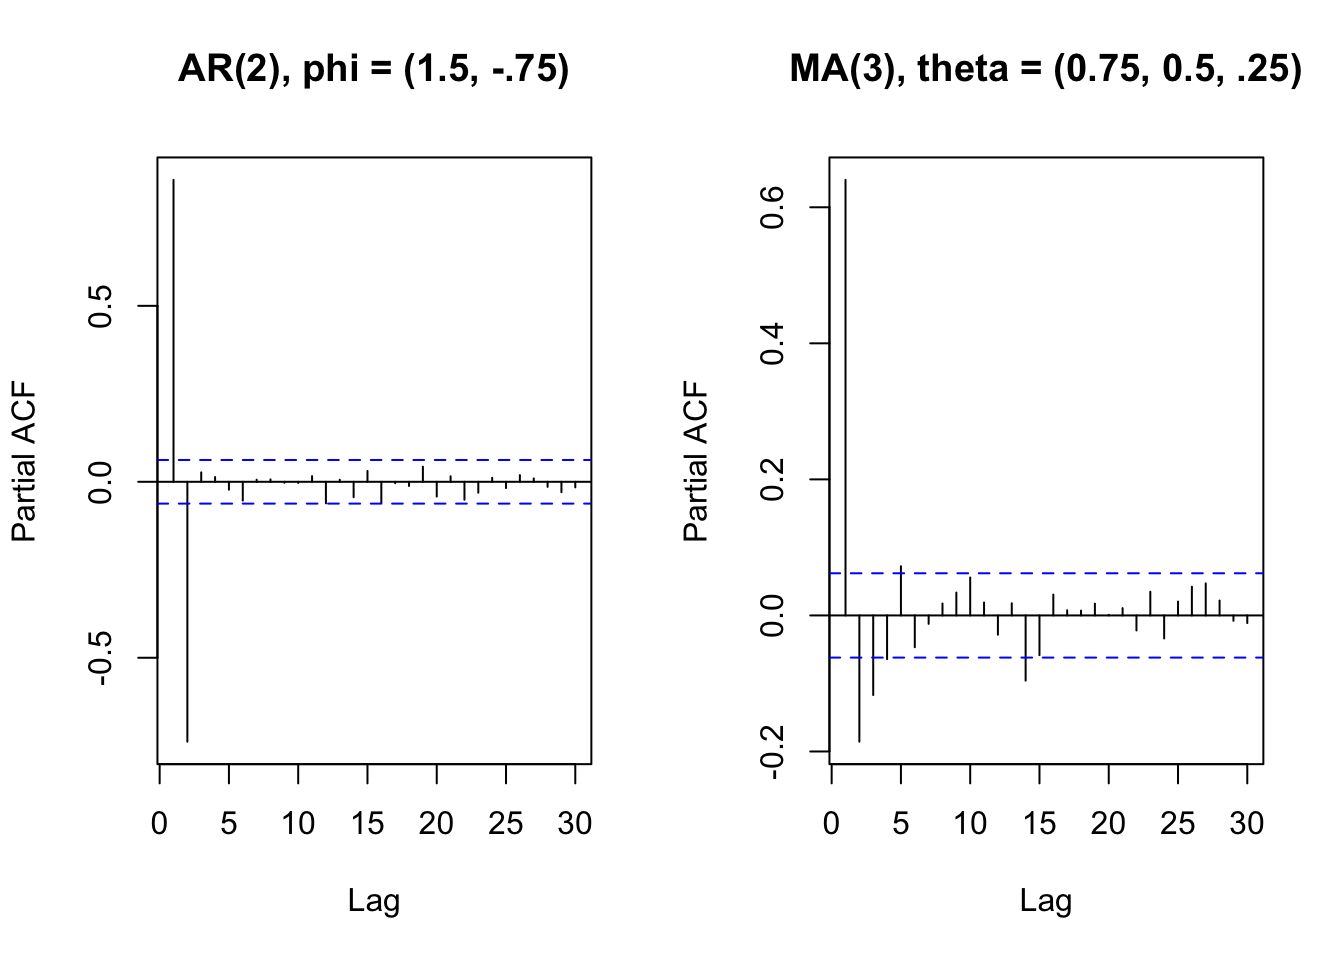 AR(2), phi = (1.5, -.75)
Partial ACF
0.5
0.0
-0.5
0 5 10 15 20 25 30
Lag
MA(3), theta = (0.75, 0.5, .25)
Partial ACF
0.6
0.4
0.2
0.0
-0.2
0 5 10 15 20 25 30
Lag